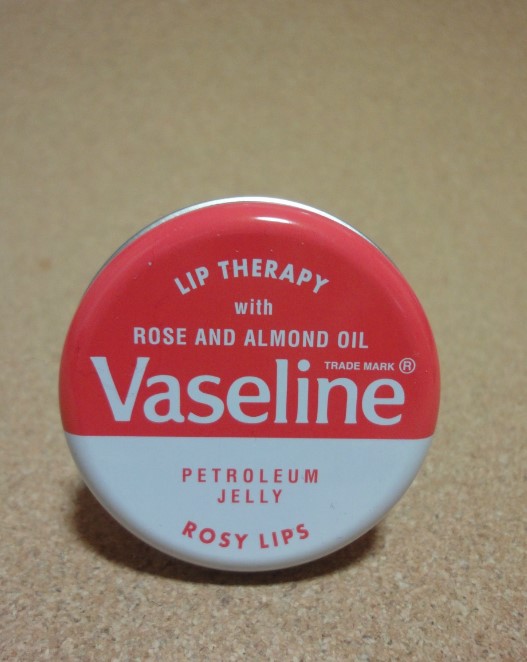 LIP THERAPY
with
ROSE AND ALMOND OIL
TRADE MARK ®
Vaseline
PETROLEUM
JELLY
ROSY LIPS